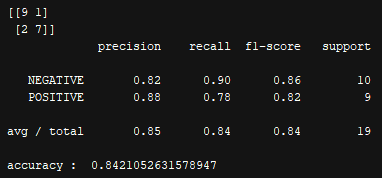 [[9 1]
[2 7]]
precision recall f1-score support
NEGATIVE 0.82 0.90 0.86 10
POSITIVE 0.88 0.78 0.82 9
avg / total 0.85 0.84 0.84 19
accuracy : 0.8421052631578947